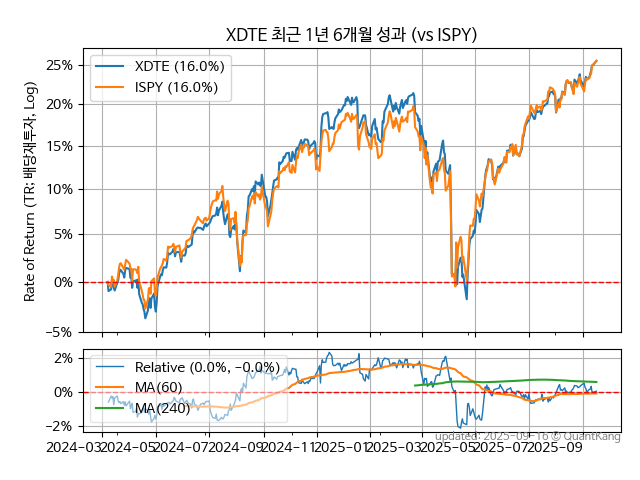 XDTE 최근 1년 6개월 성과 (vs ISPY)
Rate of Return (TR: 배당재투자, Log)
XDTE (16.0%)
ISPY (16.0%)
25%
20%
15%
10%
5%
0%
−5%
Relative (0.0%, −0.0%)
MA(60)
MA(240)
2%
0%
−2%
2024−03
2024−05
2024−07
2024−09
2024−11
2025−01
2025−03
2025−05
2025−07
2025−09
updated: 2025−09−16 © QuantKang